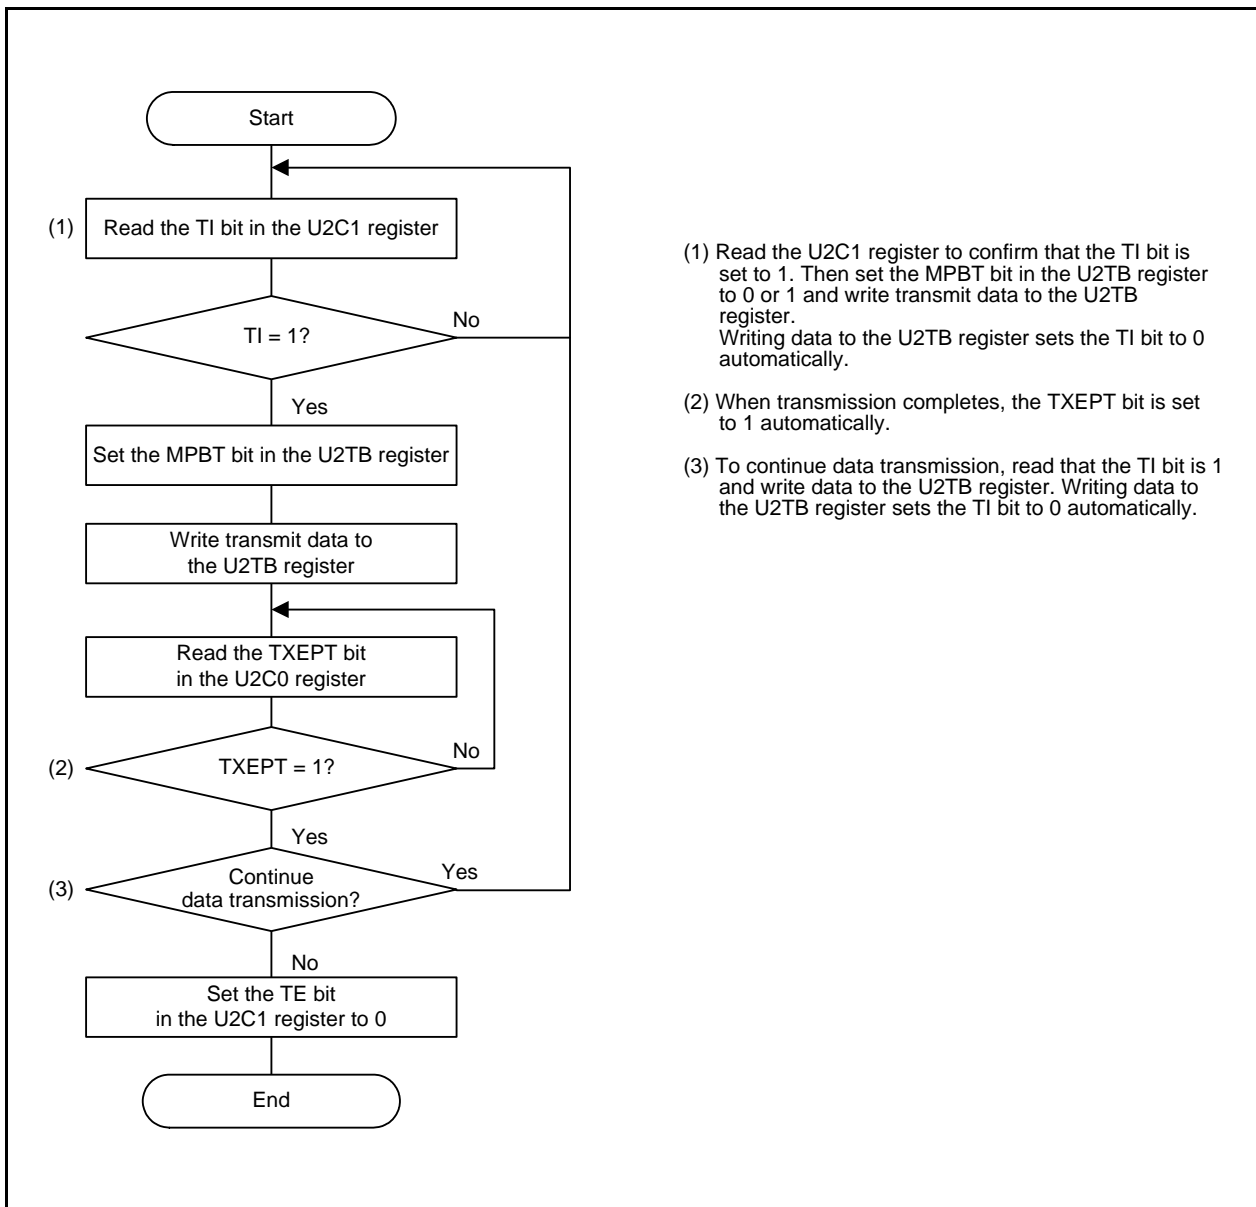 Start
(1)
Read the TI bit in the U2C1 register
TI = 1?
No
Yes
Set the MPBT bit in the U2TB register
Write transmit data to
the U2TB register
Read the TXEPT bit
in the U2C0 register
(2)
TXEPT = 1?
No
Yes
(3)
Continue
data transmission?
Yes
No
Set the TE bit
in the U2C1 register to 0
End
(1) Read the U2C1 register to confirm that the TI bit is
set to 1. Then set the MPBT bit in the U2TB register
to 0 or 1 and write transmit data to the U2TB
register.
Writing data to the U2TB register sets the TI bit to 0
automatically.
(2) When transmission completes, the TXEPT bit is set
to 1 automatically.
(3) To continue data transmission, read that the TI bit is 1
and write data to the U2TB register. Writing data to
the U2TB register sets the TI bit to 0 automatically.